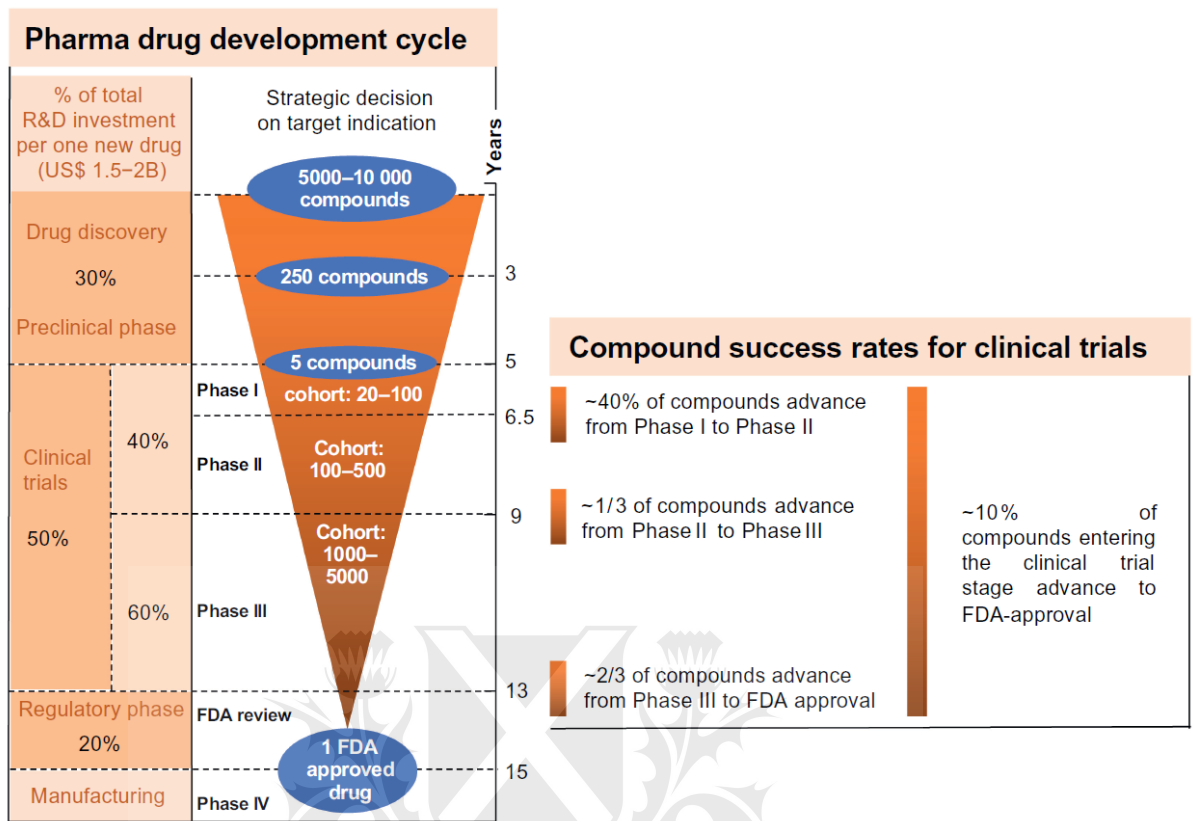 Pharma drug development cycle
% of total
R&D investment
per one new drug
(US$ 1.5–2B)
Strategic decision
on target indication
Years
5000–10 000
compounds
Drug discovery
30%
250 compounds
3
Preclinical phase
5 compounds
5
Phase I
cohort: 20–100
6.5
40%
Clinical
trials
50%
Phase II
Cohort:
100–500
9
Cohort:
1000–
5000
60%
Phase III
13
Regulatory phase
20%
FDA review
1 FDA
approved
drug
15
Manufacturing
Phase IV
Compound success rates for clinical trials
~40% of compounds advance
from Phase I to Phase II
~1/3 of compounds advance
from Phase II to Phase III
~2/3 of compounds advance
from Phase III to FDA approval
~10% of
compounds entering
the clinical trial
stage advance to
FDA-approval